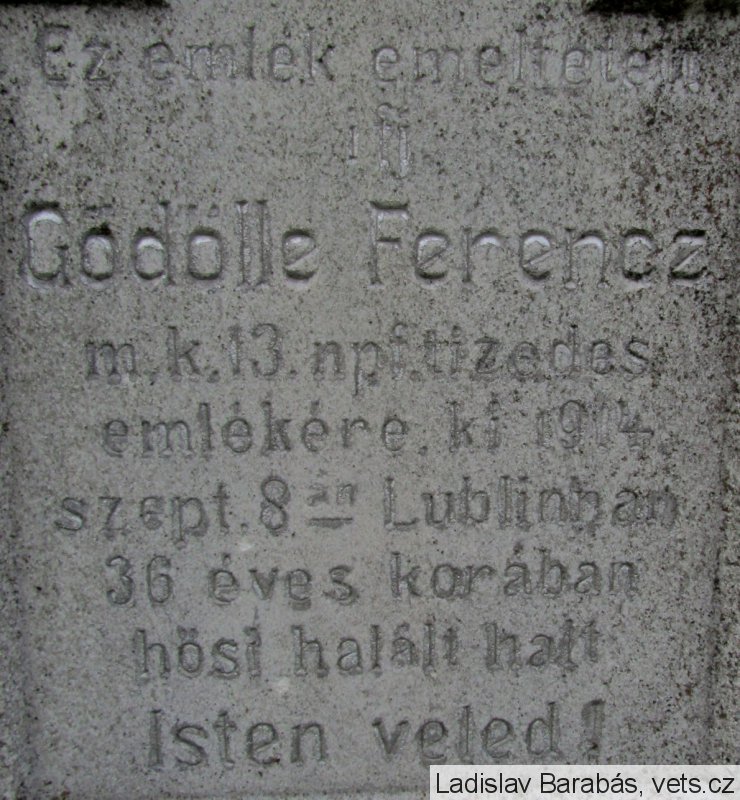 Ez emlék emeltetett
ifj
Gödölle Ferencz
m.k.13.npf.tizedes
emlékére, ki 1914.
szept. 8 án Lublinban
36 éves korában
hösi halált halt
Isten veled!
Ladislav Barabás, vets.cz